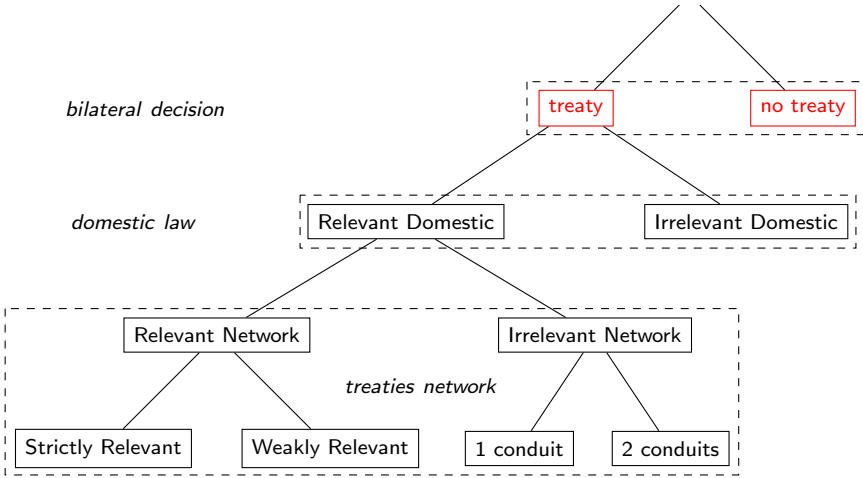 bilateral decision
treaty
no treaty
domestic law
Relevant Domestic
Irrelevant Domestic
Relevant Network
Irrelevant Network
treaties network
Strictly Relevant
Weakly Relevant
1 conduit
2 conduits